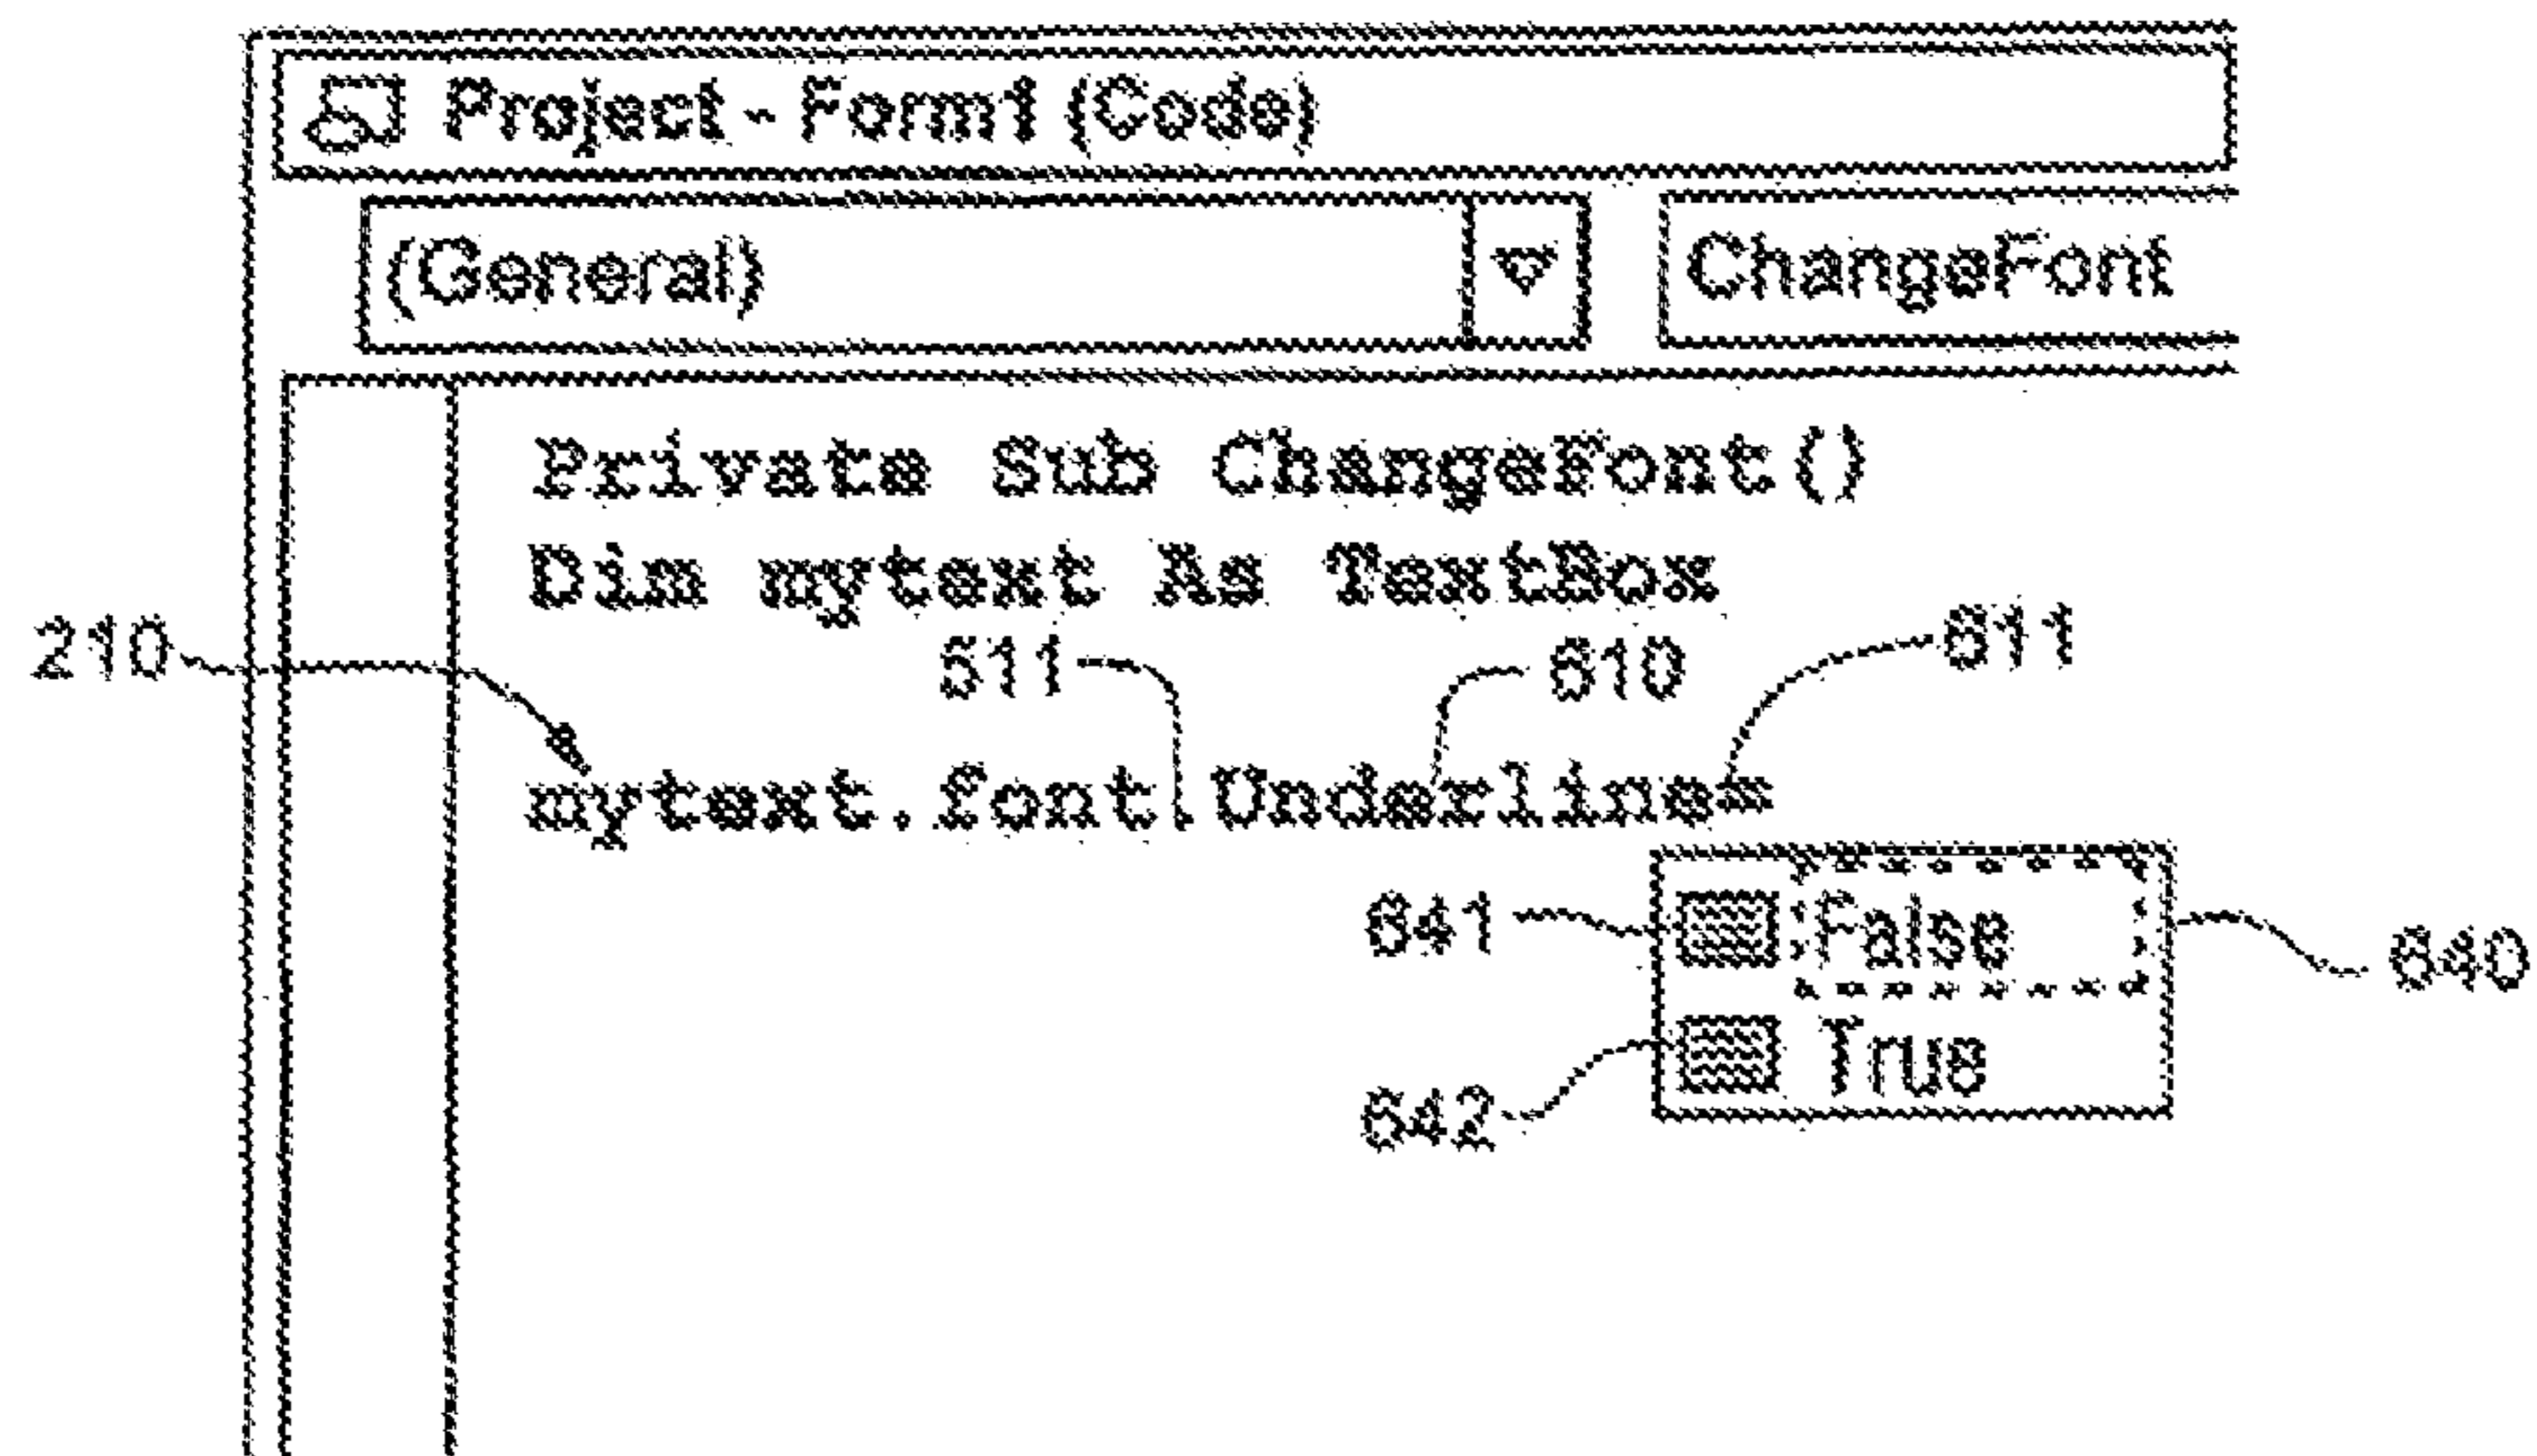 Project - Form1 (Code)
(General) ChangeFont
Private Sub ChangeFont()
Dim mytext As TextBox
210 511 610 611
mytext.font.Underline=
641 False 640
642 True